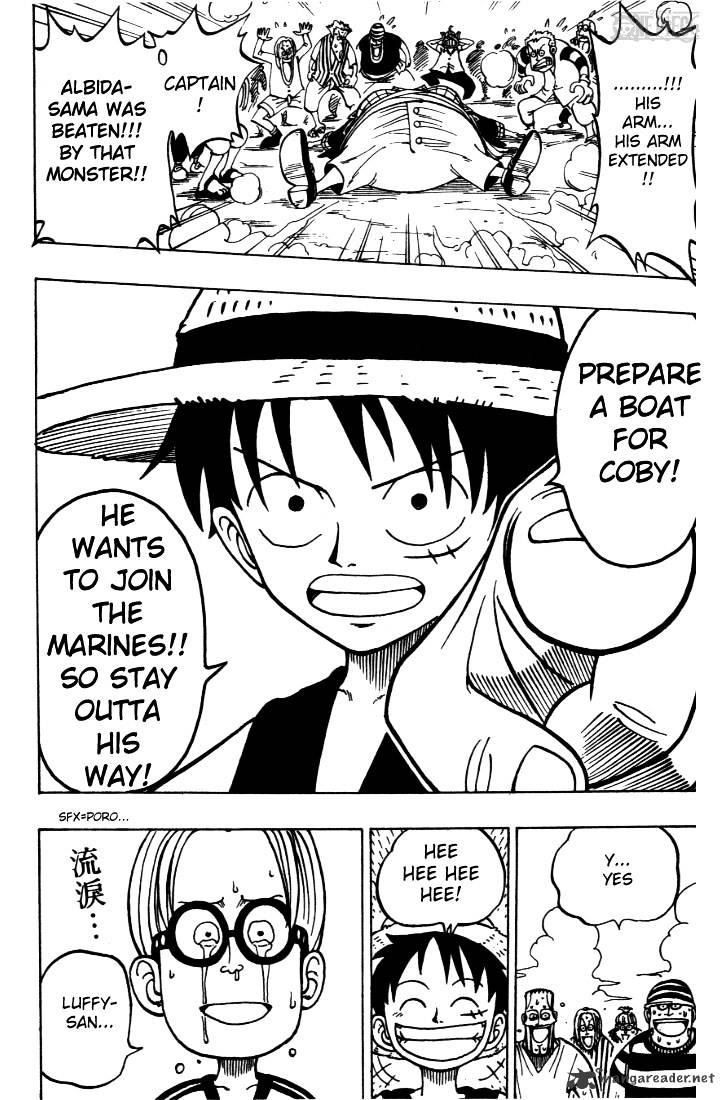 .........!!!
HIS
ARM...
HIS ARM
EXTENDED
!!
CAPTAIN
!
ALBIDA-
SAMA WAS
BEATEN!!!
BY THAT
MONSTER!!
PREPARE
A BOAT
FOR
COBY!
HE
WANTS
TO JOIN
THE
MARINES!!
SO STAY
OUTTA
HIS
WAY!
Y...
YES
HEE
HEE HEE
HEE!
SFX=PORO...
流涙…
LUFFY-
SAN...
mangareader.net